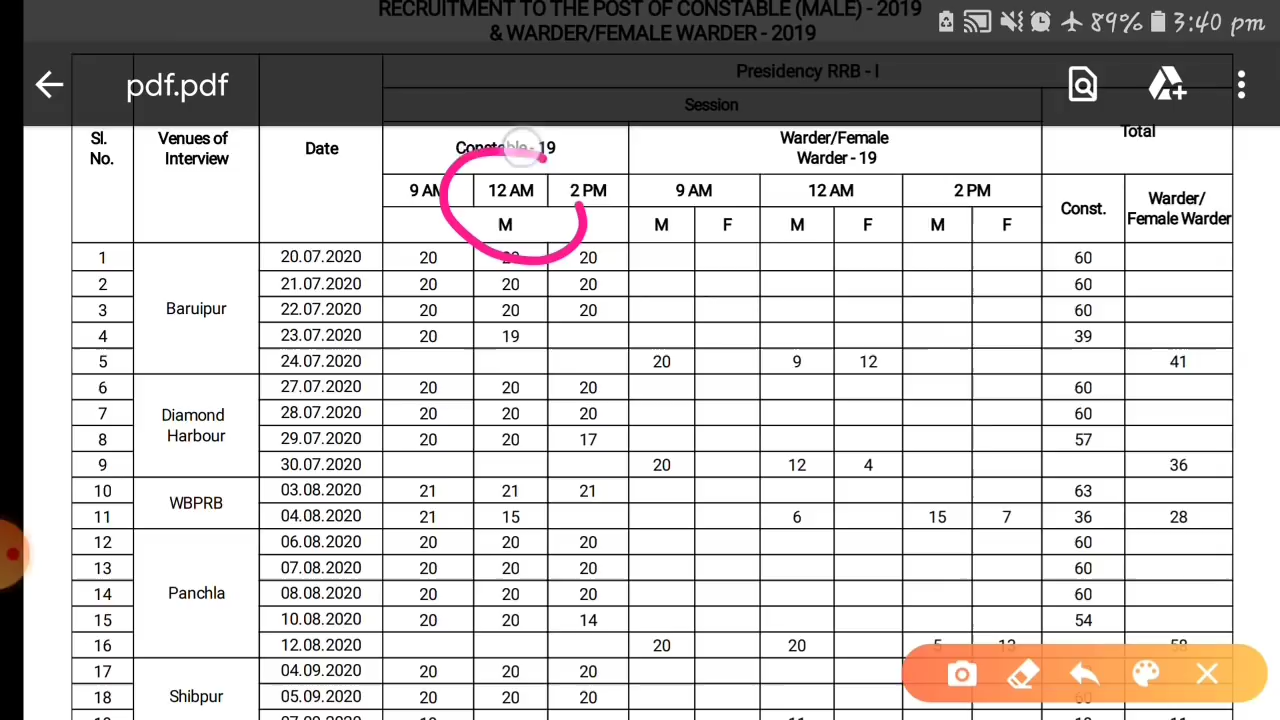 RECRUITMENT TO THE POST OF CONSTABLE (MALE) - 2019
& WARDER/FEMALE WARDER - 2019
89% 3:40 pm
pdf.pdf
Presidency RRB - I
Session
Sl. No. Venues of Interview Date Constable - 19 Warder/Female Warder - 19 Total
9 AM 12 AM 2 PM 9 AM 12 AM 2 PM Const. Warder/ Female Warder
M M F M F M F
1 Baruipur 20.07.2020 20 20 20 60
2 21.07.2020 20 20 20 60
3 22.07.2020 20 20 20 60
4 23.07.2020 20 19 39
5 24.07.2020 20 9 12 41
6 Diamond Harbour 27.07.2020 20 20 20 60
7 28.07.2020 20 20 20 60
8 29.07.2020 20 20 17 57
9 30.07.2020 20 12 4 36
10 WBPRB 03.08.2020 21 21 21 63
11 04.08.2020 21 15 6 15 7 36 28
12 Panchla 06.08.2020 20 20 20 60
13 07.08.2020 20 20 20 60
14 08.08.2020 20 20 20 60
15 10.08.2020 20 20 14 54
16 12.08.2020 20 20 5 13 58
17 Shibpur 04.09.2020 20 20 20
18 05.09.2020 20 20 20 60